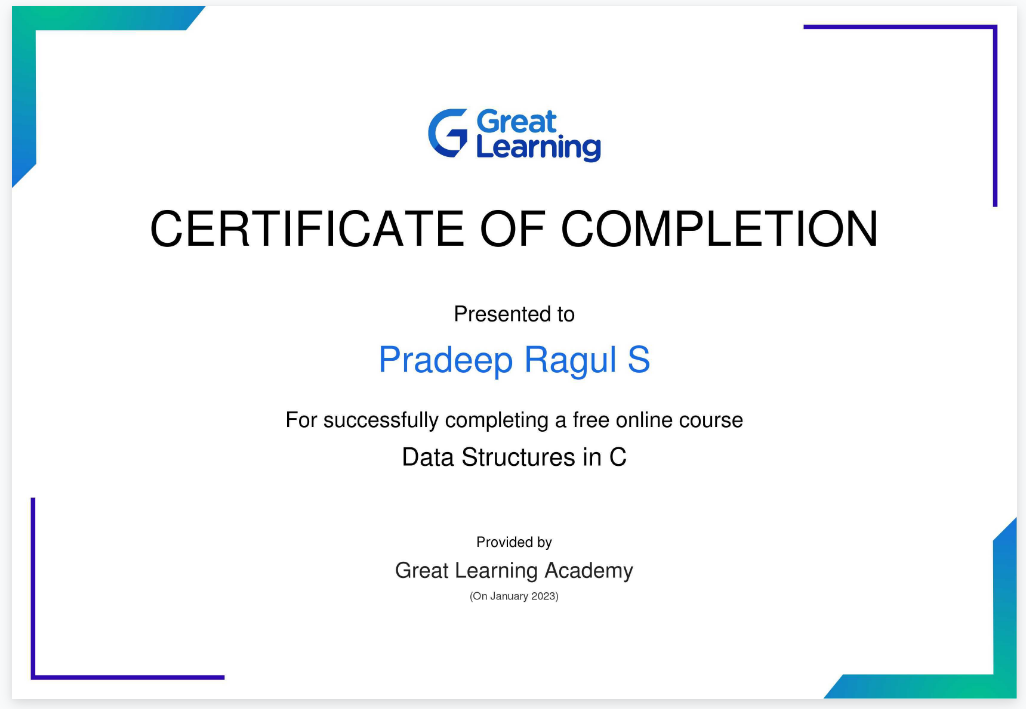 Great
Learning
CERTIFICATE OF COMPLETION
Presented to
Pradeep Ragul S
For successfully completing a free online course
Data Structures in C
Provided by
Great Learning Academy
(On January 2023)